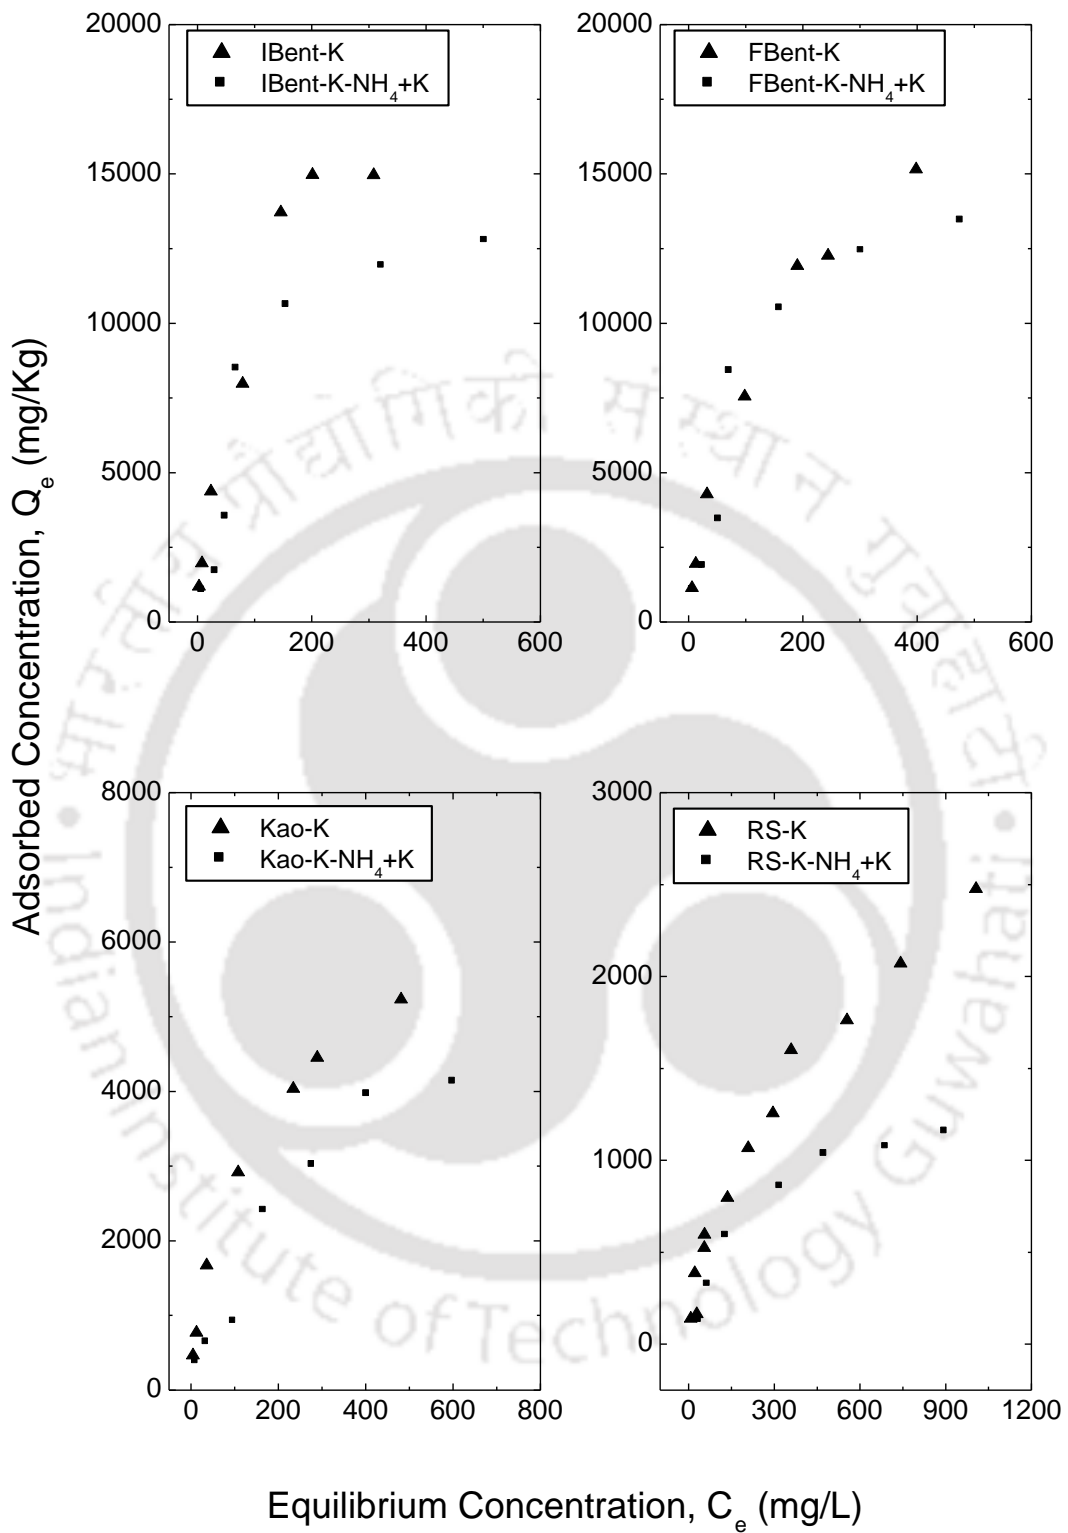 20000
15000
10000
5000
0
0 200 400 600
IBent-K
IBent-K-NH4+K
20000
15000
10000
5000
0
0 200 400 600
FBent-K
FBent-K-NH4+K
Adsorbed Concentration, Qe (mg/Kg)
8000
6000
4000
2000
0
0 200 400 600 800
Kao-K
Kao-K-NH4+K
3000
2000
1000
0
0 300 600 900 1200
RS-K
RS-K-NH4+K
Equilibrium Concentration, Ce (mg/L)
भारतीय प्रौद्योगिकी संस्थान गुवाहाटी
Indian Institute of Technology Guwahati